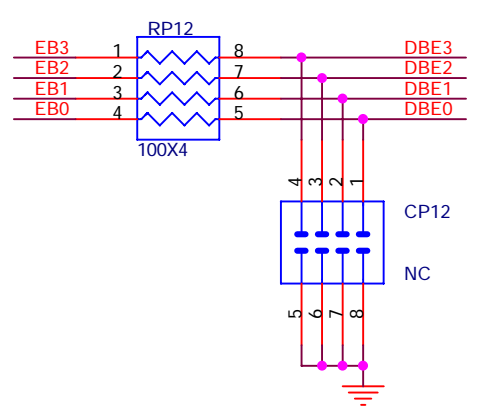 RP12
EB3 1 8 DBE3
EB2 2 7 DBE2
EB1 3 6 DBE1
EB0 4 5 DBE0
100X4
4 3 2 1
CP12
NC
5 6 7 8